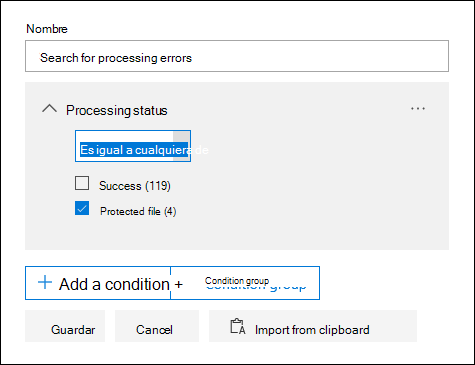 Nombre
Search for processing errors
Processing status
Es igual a cualquiera de
Success (119)
Protected file (4)
Add a condition + Condition group
Guardar Cancel Import from clipboard